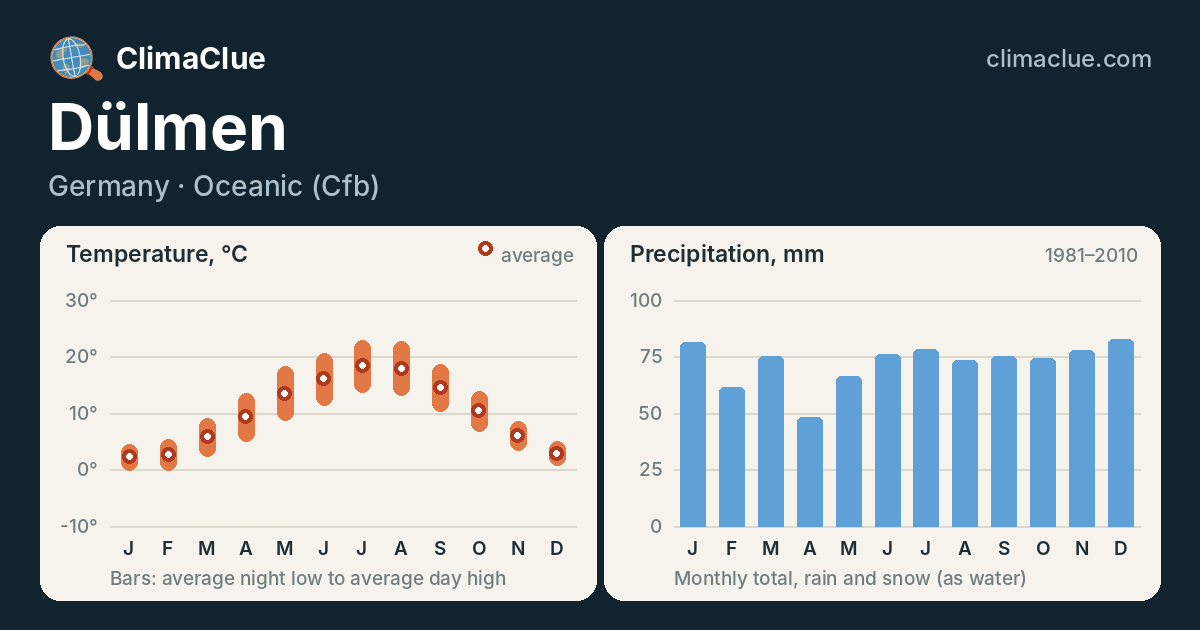 ClimaClue
climaclue.com
Dülmen
Germany · Oceanic (Cfb)
Temperature, °C
average
30°
20°
10°
0°
-10°
J F M A M J J A S O N D
Bars: average night low to average day high
Precipitation, mm
1981–2010
100
75
50
25
0
J F M A M J J A S O N D
Monthly total, rain and snow (as water)